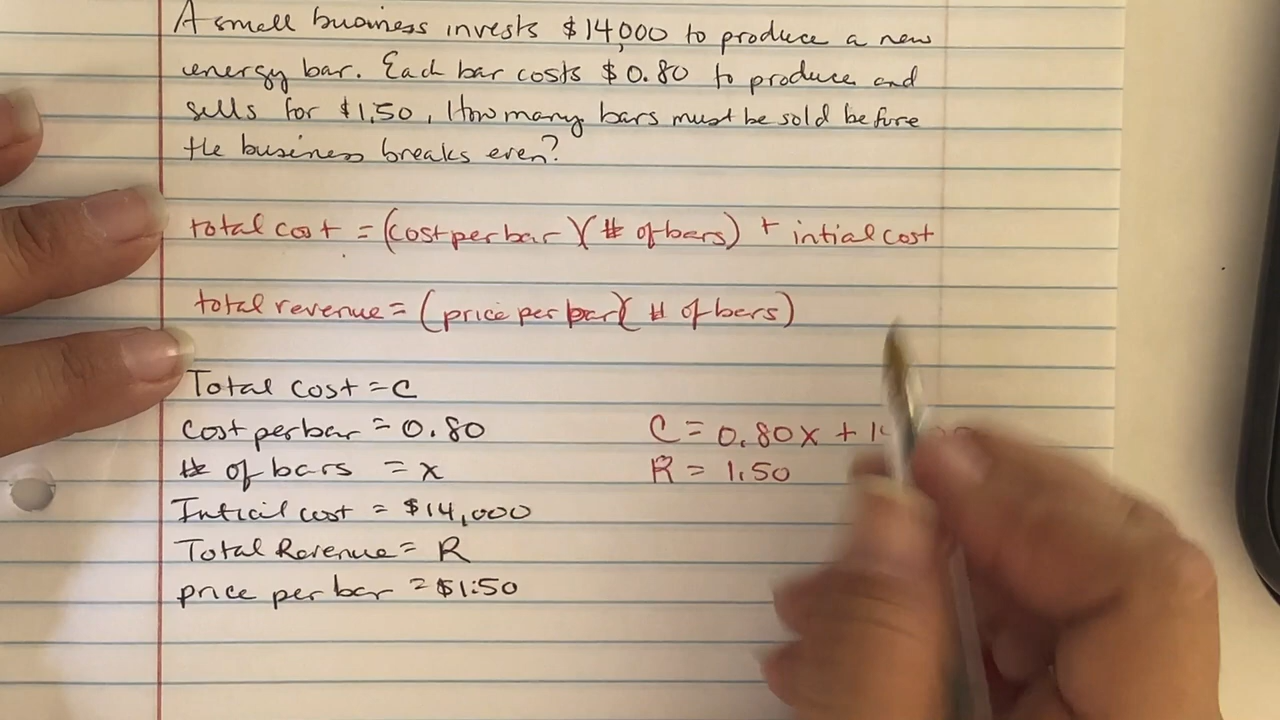 A small business invests $14,000 to produce a new
energy bar. Each bar costs $0.80 to produce and
sells for $1.50, How many bars must be sold before
the business breaks even?
total cost = (cost per bar)(# of bars) + intial cost
total revenue = (price per bar)( # of bars)
Total cost = C
cost per bar = 0.80
# of bars = x
Intial cost = $14,000
Total Revenue = R
price per bar = $1.50
C = 0.80x + 1
R = 1.50